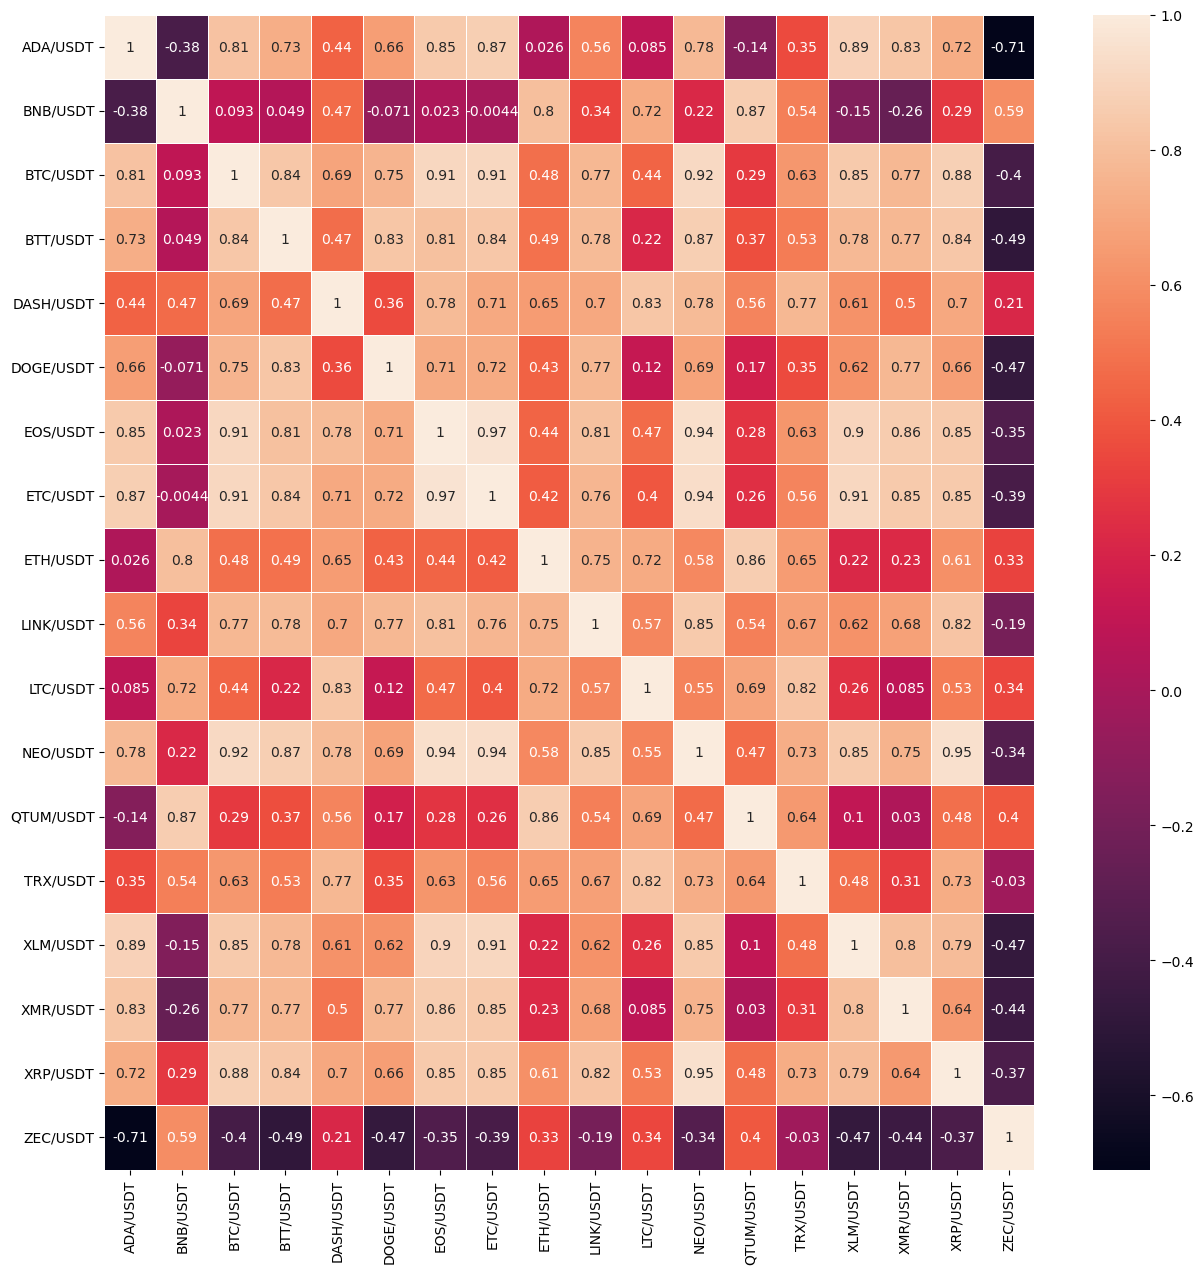 ADA/USDT 1 -0.38 0.81 0.73 0.44 0.66 0.85 0.87 0.026 0.56 0.085 0.78 -0.14 0.35 0.89 0.83 0.72 -0.71
BNB/USDT -0.38 1 0.093 0.049 0.47 -0.071 0.023 -0.0044 0.8 0.34 0.72 0.22 0.87 0.54 -0.15 -0.26 0.29 0.59
BTC/USDT 0.81 0.093 1 0.84 0.69 0.75 0.91 0.91 0.48 0.77 0.44 0.92 0.29 0.63 0.85 0.77 0.88 -0.4
BTT/USDT 0.73 0.049 0.84 1 0.47 0.83 0.81 0.84 0.49 0.78 0.22 0.87 0.37 0.53 0.78 0.77 0.84 -0.49
DASH/USDT 0.44 0.47 0.69 0.47 1 0.36 0.78 0.71 0.65 0.7 0.83 0.78 0.56 0.77 0.61 0.5 0.7 0.21
DOGE/USDT 0.66 -0.071 0.75 0.83 0.36 1 0.71 0.72 0.43 0.77 0.12 0.69 0.17 0.35 0.62 0.77 0.66 -0.47
EOS/USDT 0.85 0.023 0.91 0.81 0.78 0.71 1 0.97 0.44 0.81 0.47 0.94 0.28 0.63 0.9 0.86 0.85 -0.35
ETC/USDT 0.87 -0.0044 0.91 0.84 0.71 0.72 0.97 1 0.42 0.76 0.4 0.94 0.26 0.56 0.91 0.85 0.85 -0.39
ETH/USDT 0.026 0.8 0.48 0.49 0.65 0.43 0.44 0.42 1 0.75 0.72 0.58 0.86 0.65 0.22 0.23 0.61 0.33
LINK/USDT 0.56 0.34 0.77 0.78 0.7 0.77 0.81 0.76 0.75 1 0.57 0.85 0.54 0.67 0.62 0.68 0.82 -0.19
LTC/USDT 0.085 0.72 0.44 0.22 0.83 0.12 0.47 0.4 0.72 0.57 1 0.55 0.69 0.82 0.26 0.085 0.53 0.34
NEO/USDT 0.78 0.22 0.92 0.87 0.78 0.69 0.94 0.94 0.58 0.85 0.55 1 0.47 0.73 0.85 0.75 0.95 -0.34
QTUM/USDT -0.14 0.87 0.29 0.37 0.56 0.17 0.28 0.26 0.86 0.54 0.69 0.47 1 0.64 0.1 0.03 0.48 0.4
TRX/USDT 0.35 0.54 0.63 0.53 0.77 0.35 0.63 0.56 0.65 0.67 0.82 0.73 0.64 1 0.48 0.31 0.73 -0.03
XLM/USDT 0.89 -0.15 0.85 0.78 0.61 0.62 0.9 0.91 0.22 0.62 0.26 0.85 0.1 0.48 1 0.8 0.79 -0.47
XMR/USDT 0.83 -0.26 0.77 0.77 0.5 0.77 0.86 0.85 0.23 0.68 0.085 0.75 0.03 0.31 0.8 1 0.64 -0.44
XRP/USDT 0.72 0.29 0.88 0.84 0.7 0.66 0.85 0.85 0.61 0.82 0.53 0.95 0.48 0.73 0.79 0.64 1 -0.37
ZEC/USDT -0.71 0.59 -0.4 -0.49 0.21 -0.47 -0.35 -0.39 0.33 -0.19 0.34 -0.34 0.4 -0.03 -0.47 -0.44 -0.37 1
ADA/USDT BNB/USDT BTC/USDT BTT/USDT DASH/USDT DOGE/USDT EOS/USDT ETC/USDT ETH/USDT LINK/USDT LTC/USDT NEO/USDT QTUM/USDT TRX/USDT XLM/USDT XMR/USDT XRP/USDT ZEC/USDT
1.0
0.8
0.6
0.4
0.2
0.0
−0.2
−0.4
−0.6